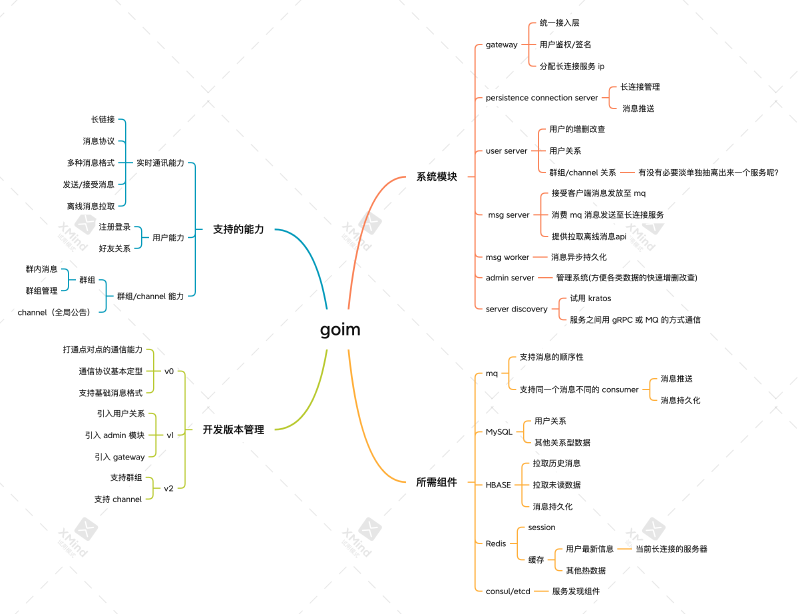 goim
支持的能力
实时通讯能力
长链接
消息协议
多种消息格式
发送/接受消息
离线消息拉取
用户能力
注册登录
好友关系
群组/channel 能力
群组
群内消息
群组管理
channel（全局公告）
开发版本管理
v0
打通点对点的通信能力
通信协议基本定型
支持基础消息格式
vl
引入用户关系
引入 admin 模块
引入 gateway
v2
支持群组
支持 channel
系统模块
gateway
统一接入层
用户鉴权/签名
分配长连接服务 ip
persistence connection server
长连接管理
消息推送
user server
用户的增删改查
用户关系
群组/channel 关系
有没有必要淡单独抽离出来一个服务呢?
msg server
接受客户端消息发放至 mq
消费 mq 消息发送至长连接服务
提供拉取离线消息api
msg worker
消息异步持久化
admin server
管理系统(方便各类数据的快速增删改查)
server discovery
试用 kratos
服务之间用 gRPC 或 MQ 的方式通信
所需组件
mq
支持消息的顺序性
支持同一个消息不同的 consumer
消息推送
消息持久化
MySQL
用户关系
其他关系型数据
HBASE
拉取历史消息
拉取未读数据
消息持久化
Redis
session
缓存
用户最新信息
当前长连接的服务器
其他热数据
consul/etcd
服务发现组件
XMind
XMind
XMind
XMind
XMind
XMind